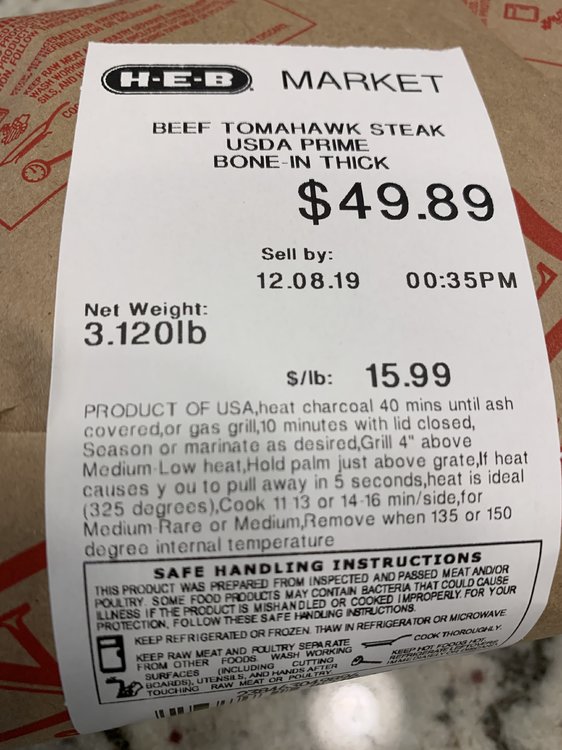 H-E-B MARKET
BEEF TOMAHAWK STEAK
USDA PRIME
BONE-IN THICK
$49.89
Sell by:
12.08.19 00:35PM
Net Weight:
3.120lb
$/lb: 15.99
PRODUCT OF USA,heat charcoal 40 mins until ash
covered,or gas grill,10 minutes with lid closed,
Season or marinate as desired,Grill 4" above
Medium-Low heat,Hold palm just above grate,If heat
causes y ou to pull away in 5 seconds,heat is ideal
(325 degrees),Cook 11 13 or 14-16 min/side,for
Medium-Rare or Medium,Remove when 135 or 150
degree internal temperature
SAFE HANDLING INSTRUCTIONS
THIS PRODUCT WAS PREPARED FROM INSPECTED AND PASSED MEAT AND/OR
POULTRY. SOME FOOD PRODUCTS MAY CONTAIN BACTERIA THAT COULD CAUSE
ILLNESS IF THE PRODUCT IS MISHANDLED OR COOKED IMPROPERLY. FOR YOUR
PROTECTION, FOLLOW THESE SAFE HANDLING INSTRUCTIONS.
KEEP REFRIGERATED OR FROZEN. THAW IN REFRIGERATOR OR MICROWAVE.
KEEP RAW MEAT AND POULTRY SEPARATE
FROM OTHER FOODS. WASH WORKING
SURFACES (INCLUDING CUTTING
BOARDS), UTENSILS, AND HANDS AFTER
TOUCHING RAW MEAT OR POULTRY.
COOK THOROUGHLY.
KEEP HOT FOODS HOT.